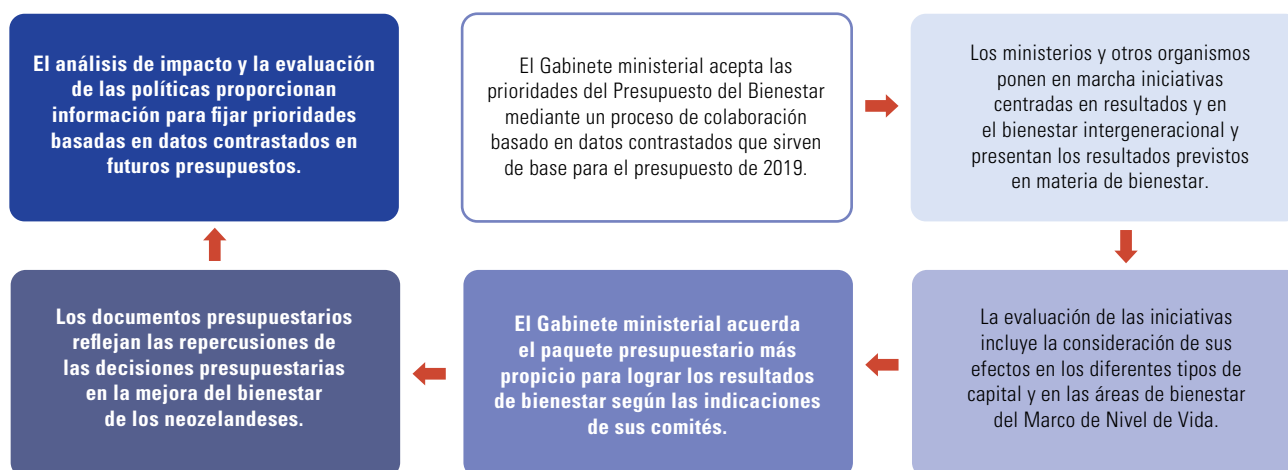 El análisis de impacto y la evaluación
de las políticas proporcionan
información para fijar prioridades
basadas en datos contrastados en
futuros presupuestos.
El Gabinete ministerial acepta las
prioridades del Presupuesto del Bienestar
mediante un proceso de colaboración
basado en datos contrastados que sirven
de base para el presupuesto de 2019.
Los ministerios y otros organismos
ponen en marcha iniciativas
centradas en resultados y en
el bienestar intergeneracional y
presentan los resultados previstos
en materia de bienestar.
Los documentos presupuestarios
reflejan las repercusiones de
las decisiones presupuestarias
en la mejora del bienestar
de los neozelandeses.
El Gabinete ministerial acuerda
el paquete presupuestario más
propicio para lograr los resultados
de bienestar según las indicaciones
de sus comités.
La evaluación de las iniciativas
incluye la consideración de sus
efectos en los diferentes tipos de
capital y en las áreas de bienestar
del Marco de Nivel de Vida.